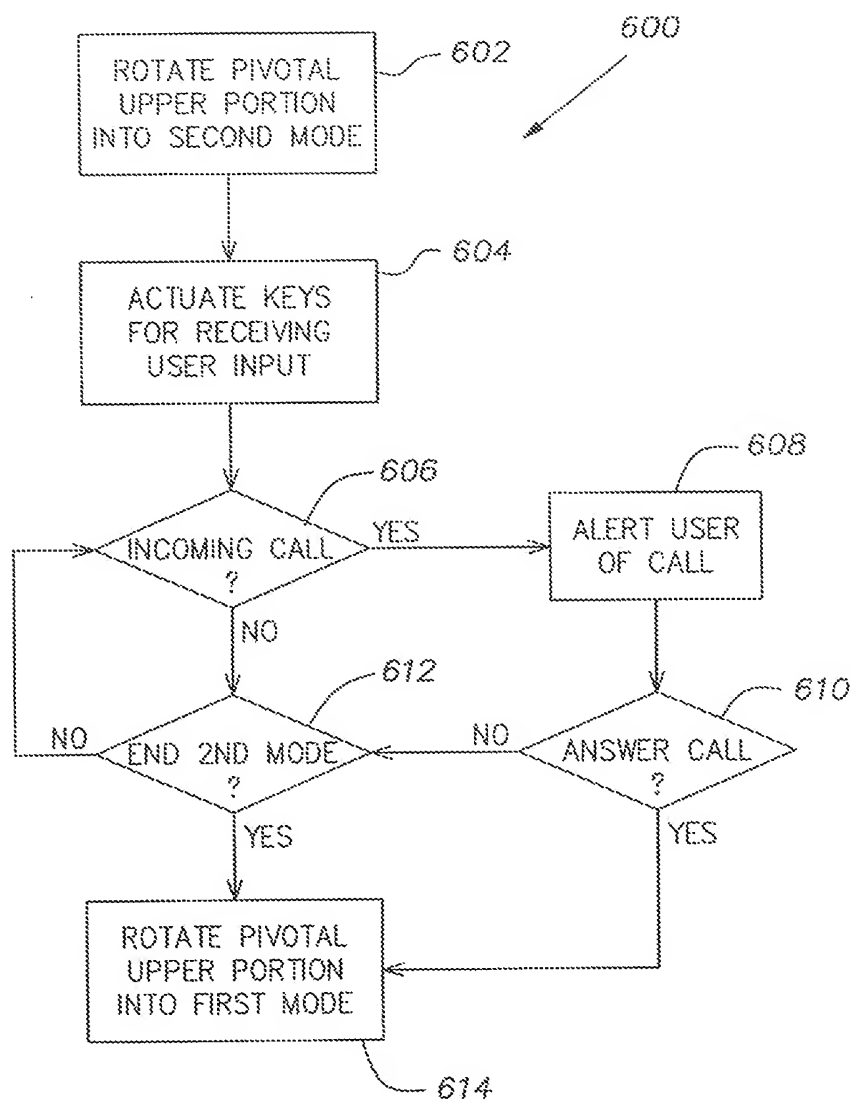 600
602
ROTATE PIVOTAL
UPPER PORTION
INTO SECOND MODE
604
ACTUATE KEYS
FOR RECEIVING
USER INPUT
606
INCOMING CALL
?
YES
608
ALERT USER
OF CALL
NO
612
END 2ND MODE
?
NO
610
ANSWER CALL
?
NO
YES
YES
ROTATE PIVOTAL
UPPER PORTION
INTO FIRST MODE
614